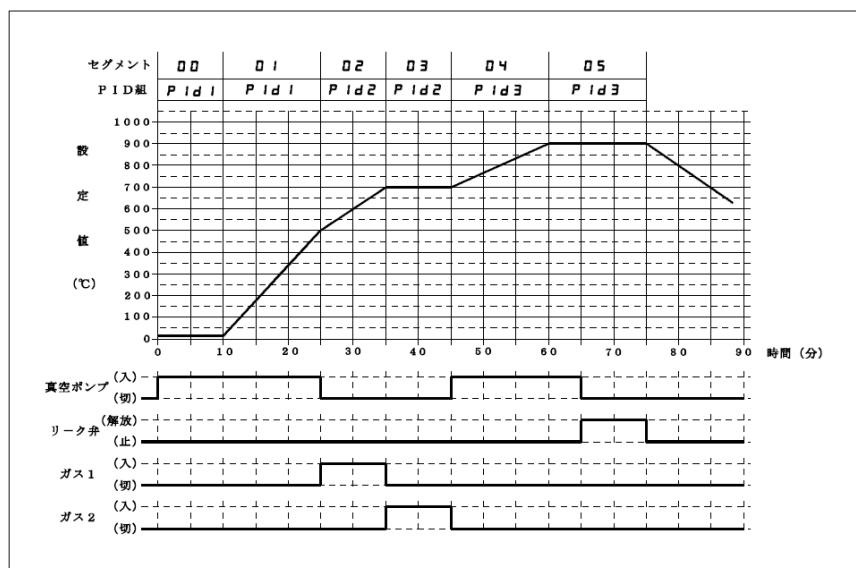 セグメント 00 01 02 03 04 05
PID組 Pid1 Pid1 Pid2 Pid2 Pid3 Pid3
1000
設 900
800
700
定 600
500
値 400
300
(℃) 200
100
0
0 10 20 30 40 50 60 70 80 90 時間(分)
真空ポンプ (入)
(切)
リーク弁 (解放)
(止)
ガス1 (入)
(切)
ガス2 (入)
(切)